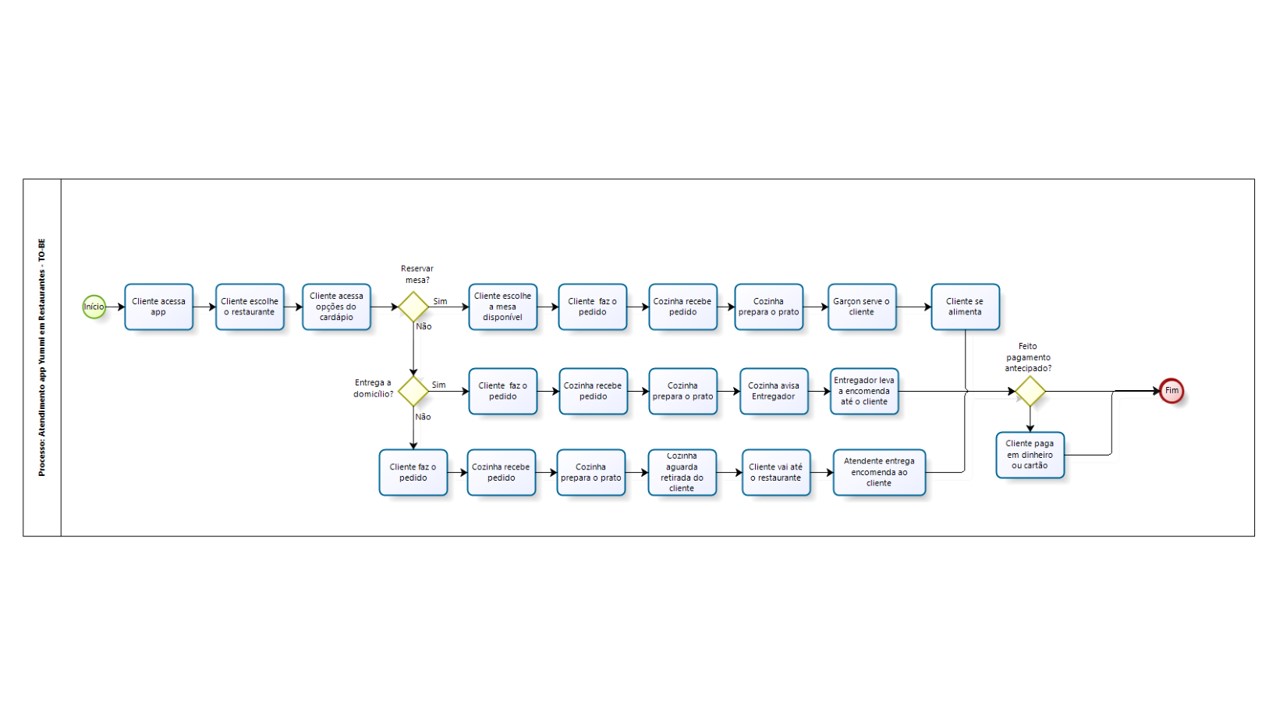 Processo: Atendimento app Yummi em Restaurantes - TO-BE
Início
Cliente acessa
app
Cliente escolhe
o restaurante
Cliente acessa
opções do
cardápio
Reservar
mesa?
Sim
Não
Cliente escolhe
a mesa
disponível
Cliente faz o
pedido
Cozinha recebe
pedido
Cozinha
prepara o prato
Garçon serve o
cliente
Cliente se
alimenta
Entrega a
domicílio?
Sim
Não
Cliente faz o
pedido
Cozinha recebe
pedido
Cozinha
prepara o prato
Cozinha avisa
Entregador
Entregador leva
a encomenda
até o cliente
Feito
pagamento
antecipado?
Fim
Cliente faz o
pedido
Cozinha recebe
pedido
Cozinha
prepara o prato
Cozinha
aguarda
retirada do
cliente
Cliente vai até
o restaurante
Atendente entrega
encomenda ao
cliente
Cliente paga
em dinheiro
ou cartão